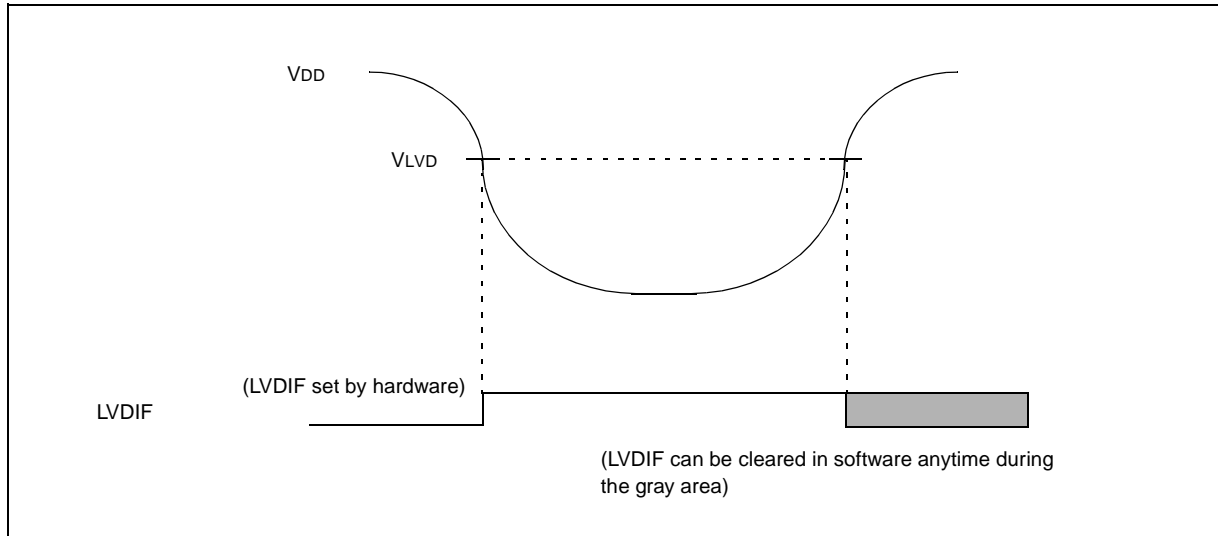 VDD
VLVD
(LVDIF set by hardware)
LVDIF
(LVDIF can be cleared in software anytime during
the gray area)